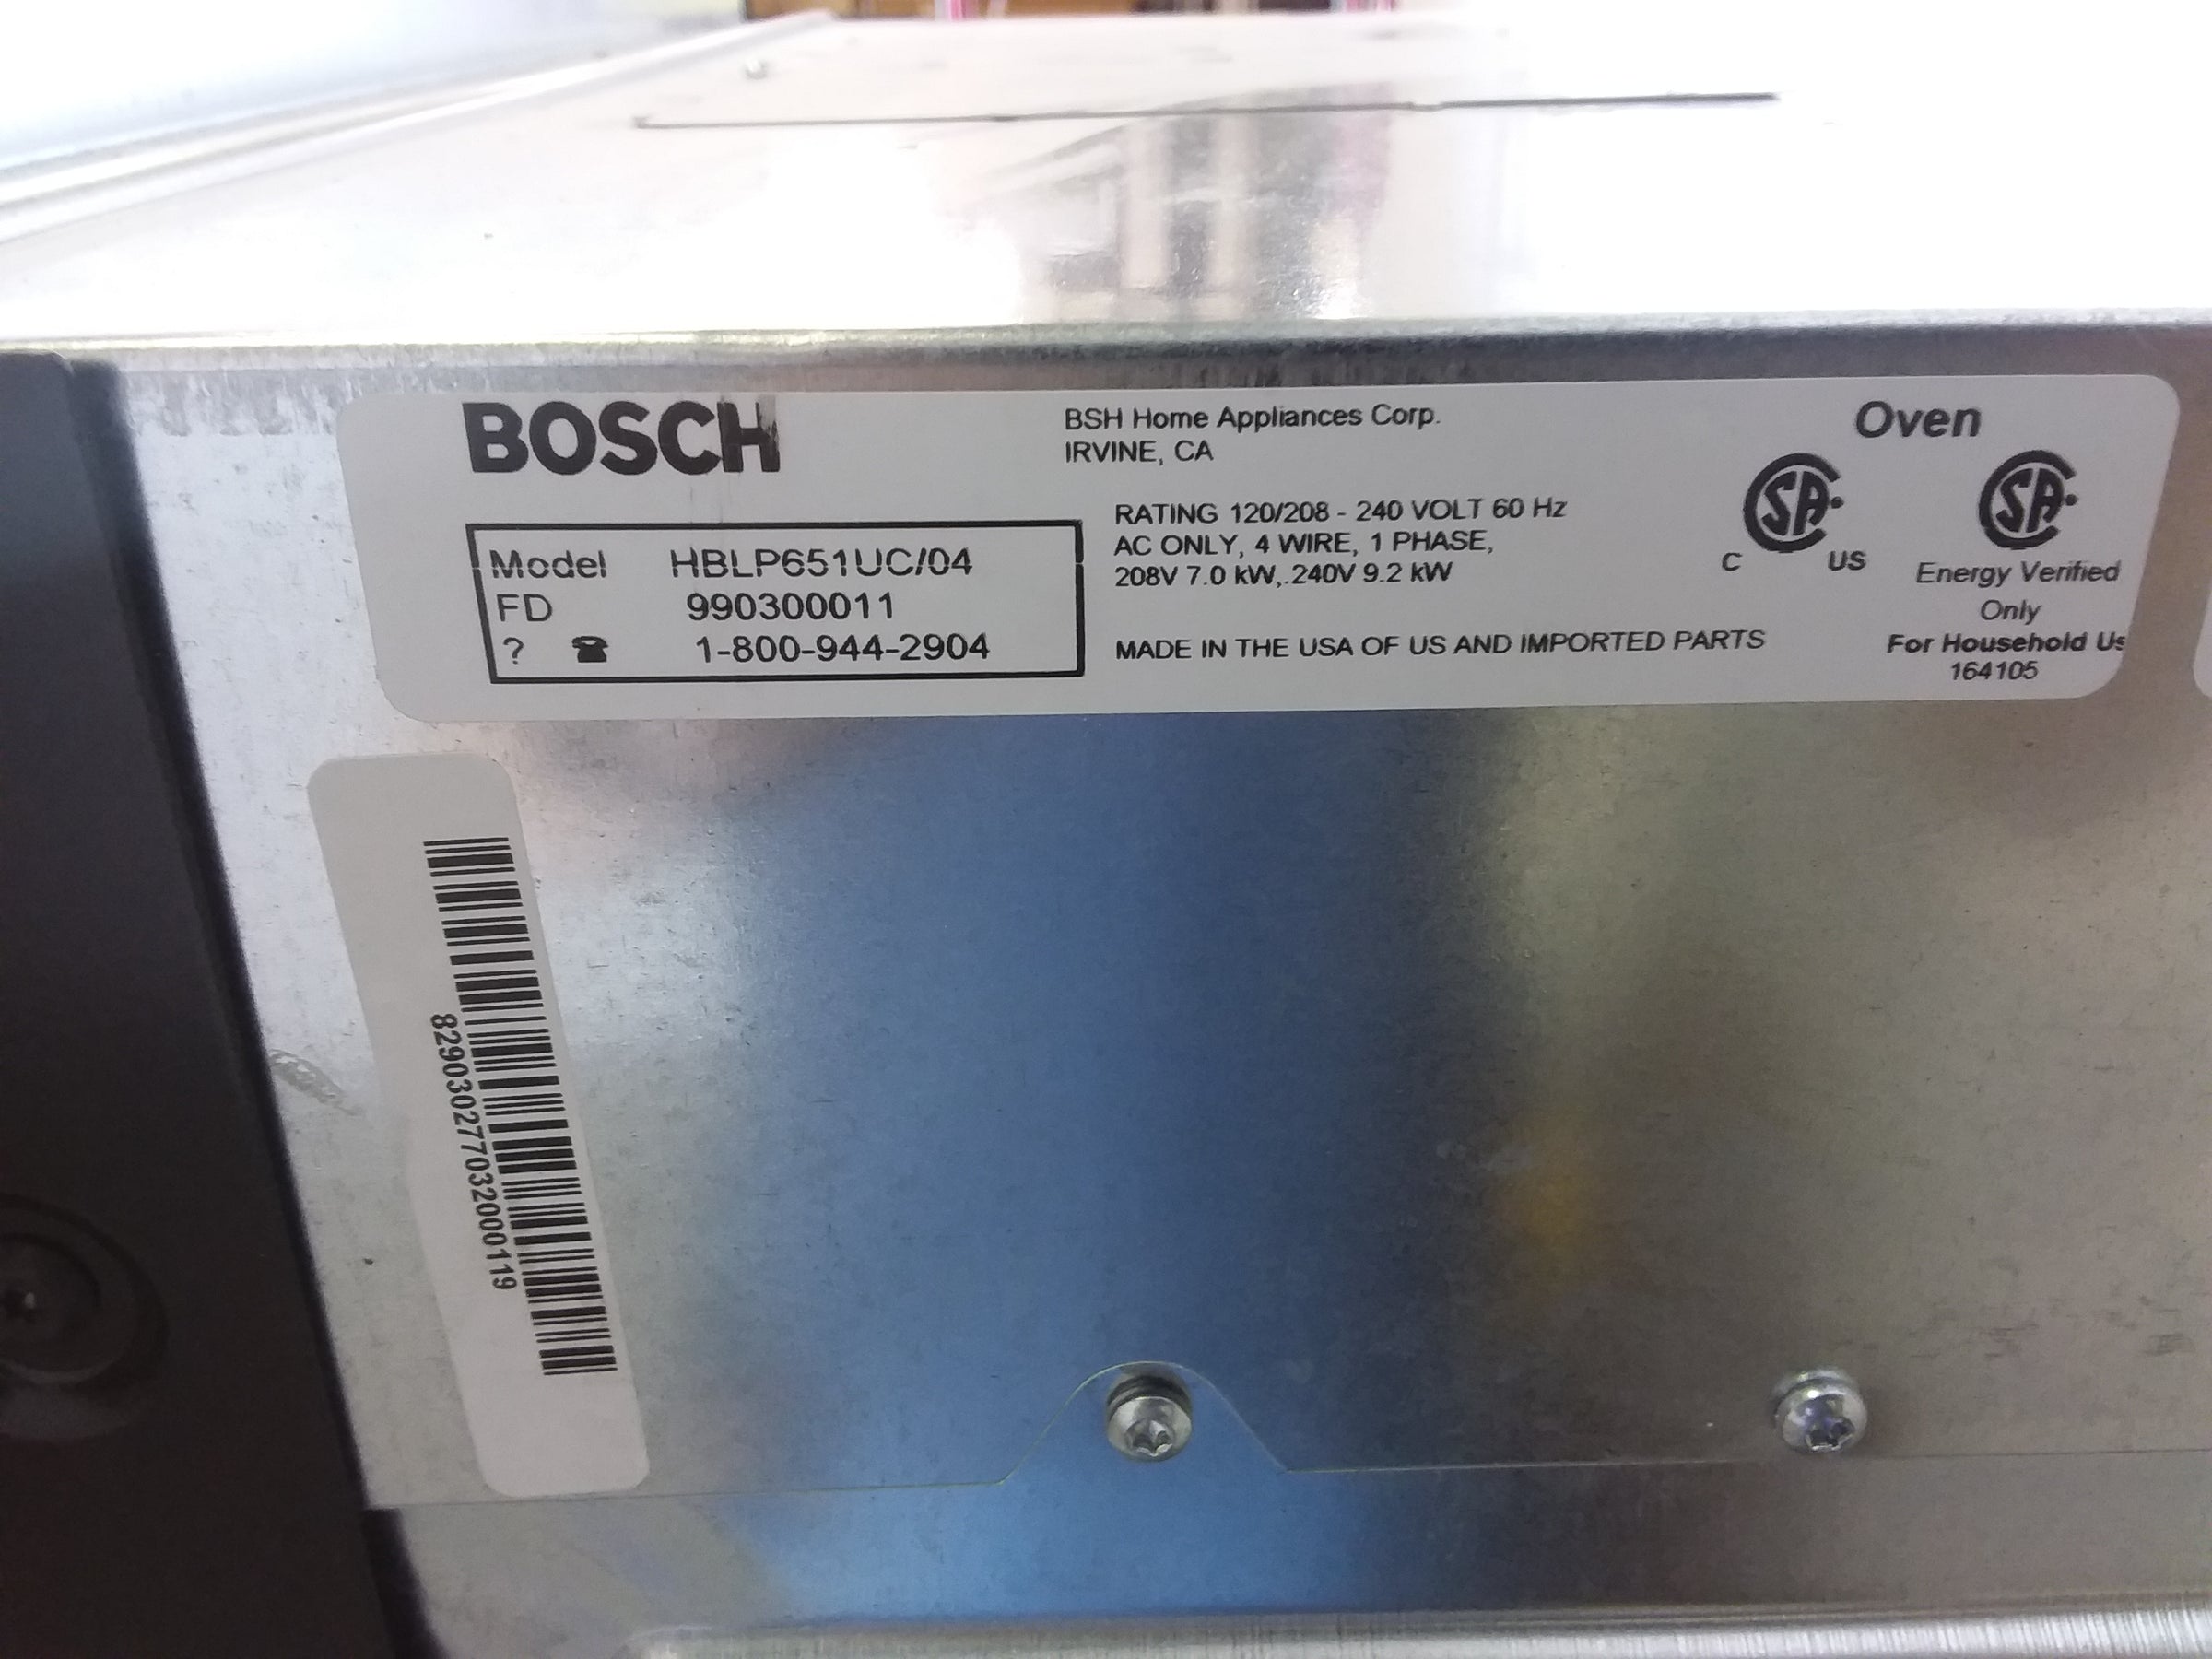 BOSCH
BSH Home Appliances Corp.
IRVINE, CA
Model HBLP651UC/04
FD 990300011
? ☎ 1-800-944-2904
RATING 120/208 - 240 VOLT 60 Hz
AC ONLY, 4 WIRE, 1 PHASE,
208V 7.0 kW,.240V 9.2 kW
MADE IN THE USA OF US AND IMPORTED PARTS
Oven
SA
C US
SA
Energy Verified
Only
For Household Us
164105
829030277032000119